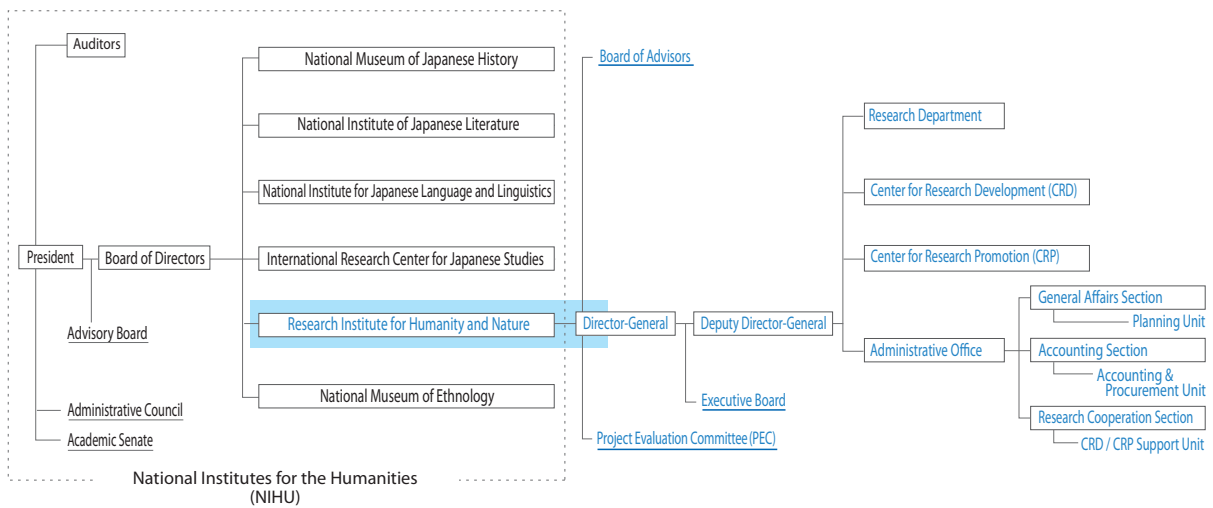 Auditors
President
Board of Directors
Advisory Board
Administrative Council
Academic Senate
National Museum of Japanese History
National Institute of Japanese Literature
National Institute for Japanese Language and Linguistics
International Research Center for Japanese Studies
Research Institute for Humanity and Nature
National Museum of Ethnology
National Institutes for the Humanities
(NIHU)
Board of Advisors
Director-General
Project Evaluation Committee (PEC)
Deputy Director-General
Executive Board
Research Department
Center for Research Development (CRD)
Center for Research Promotion (CRP)
Administrative Office
General Affairs Section
Planning Unit
Accounting Section
Accounting &
Procurement Unit
Research Cooperation Section
CRD / CRP Support Unit